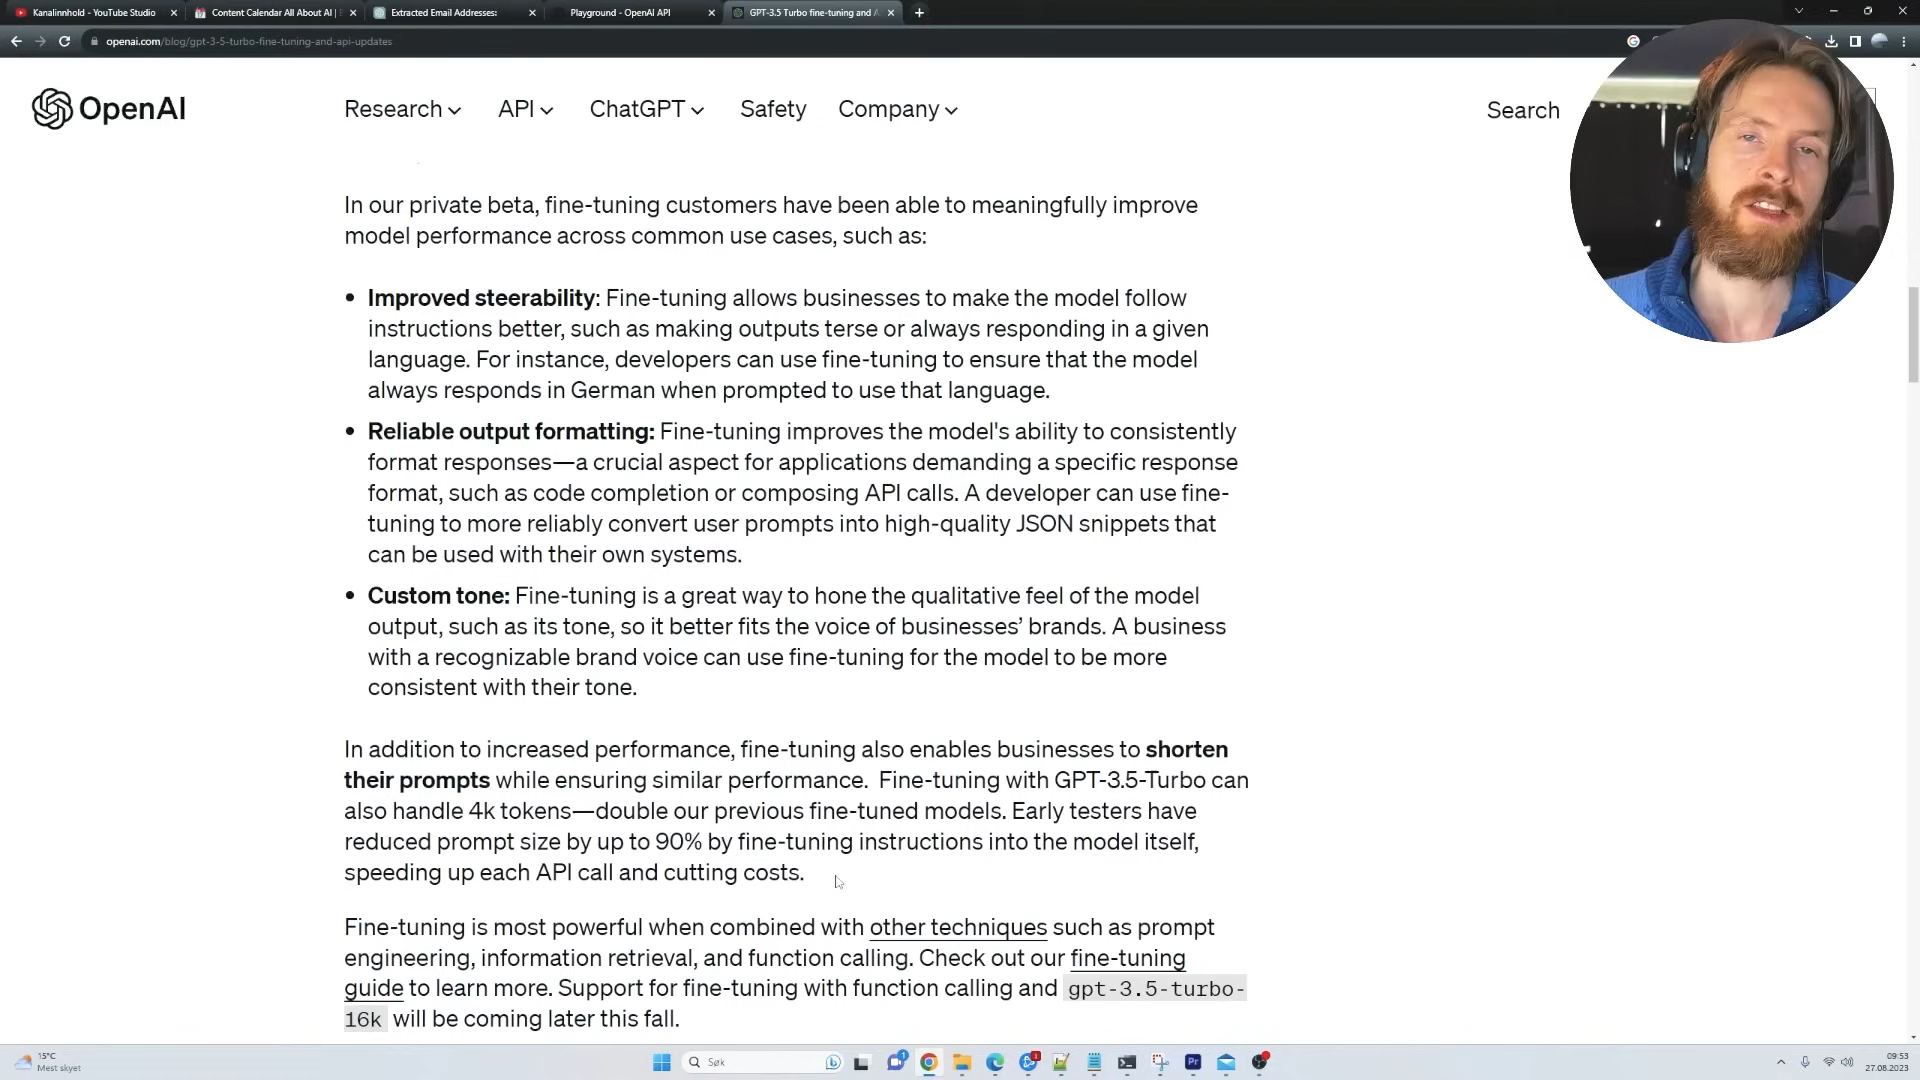 Kanalinnhold - YouTube Studio
Content Calendar All About AI |
Extracted Email Addresses:
Playground - OpenAI API
GPT-3.5 Turbo fine-tuning and A
openai.com/blog/gpt-3-5-turbo-fine-tuning-and-api-updates
OpenAI
Research
API
ChatGPT
Safety
Company
Search
In our private beta, fine-tuning customers have been able to meaningfully improve
model performance across common use cases, such as:
• Improved steerability: Fine-tuning allows businesses to make the model follow
instructions better, such as making outputs terse or always responding in a given
language. For instance, developers can use fine-tuning to ensure that the model
always responds in German when prompted to use that language.
• Reliable output formatting: Fine-tuning improves the model's ability to consistently
format responses—a crucial aspect for applications demanding a specific response
format, such as code completion or composing API calls. A developer can use fine-
tuning to more reliably convert user prompts into high-quality JSON snippets that
can be used with their own systems.
• Custom tone: Fine-tuning is a great way to hone the qualitative feel of the model
output, such as its tone, so it better fits the voice of businesses’ brands. A business
with a recognizable brand voice can use fine-tuning for the model to be more
consistent with their tone.
In addition to increased performance, fine-tuning also enables businesses to shorten
their prompts while ensuring similar performance. Fine-tuning with GPT-3.5-Turbo can
also handle 4k tokens—double our previous fine-tuned models. Early testers have
reduced prompt size by up to 90% by fine-tuning instructions into the model itself,
speeding up each API call and cutting costs.
Fine-tuning is most powerful when combined with other techniques such as prompt
engineering, information retrieval, and function calling. Check out our fine-tuning
guide to learn more. Support for fine-tuning with function calling and gpt-3.5-turbo-
16k will be coming later this fall.
15°C
Mest skyet
Søk
Pr
09:53
27.08.2023